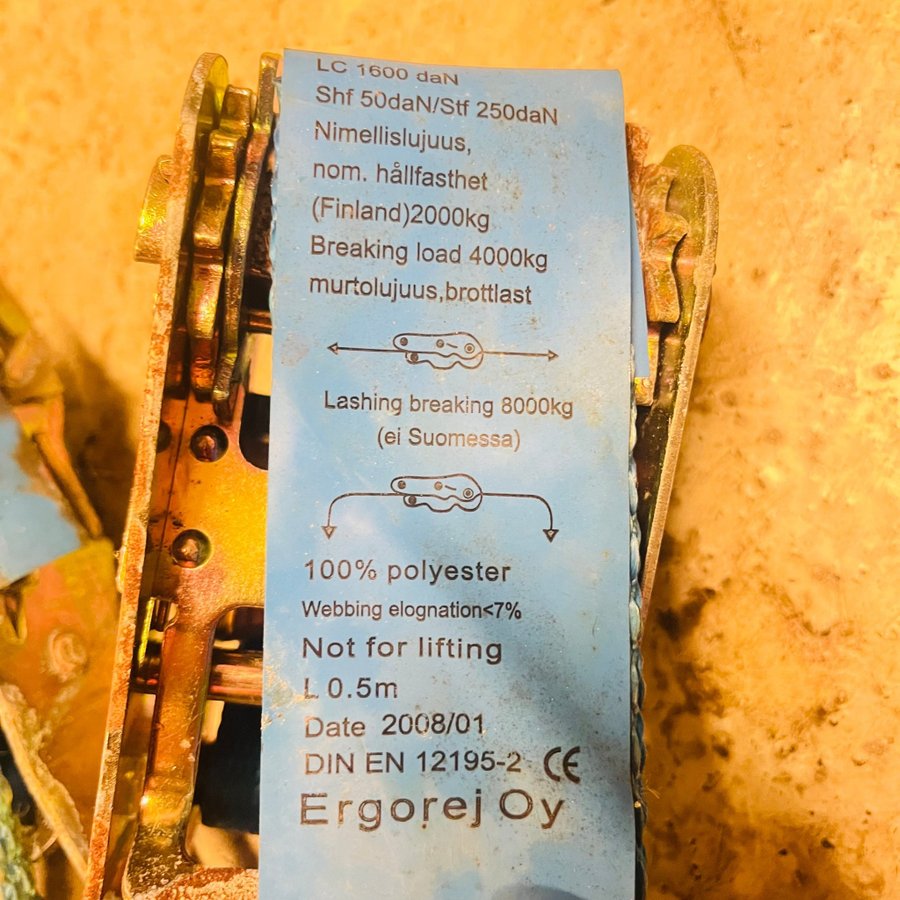 LC 1600 daN
Shf 50daN/Stf 250daN
Nimellislujuus,
nom. hållfasthet
(Finland)2000kg
Breaking load 4000kg
murtolujuus,brottlast
Lashing breaking 8000kg
(ei Suomessa)
100% polyester
Webbing elognation<7%
Not for lifting
L 0.5m
Date 2008/01
DIN EN 12195-2 CE
Ergorej Oy